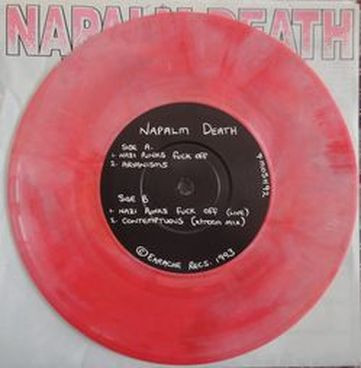 NAPALM DEATH
NAPALM DEATH
SIDE A.
1. NAZI PUNKS FUCK OFF
2. ARYANISMS
SIDE B
1. NAZI PUNKS FUCK OFF (LIVE)
2. CONTEMPTUOUS (XTREEM MIX)
© EARACHE RECS. 1993
7MOSH92